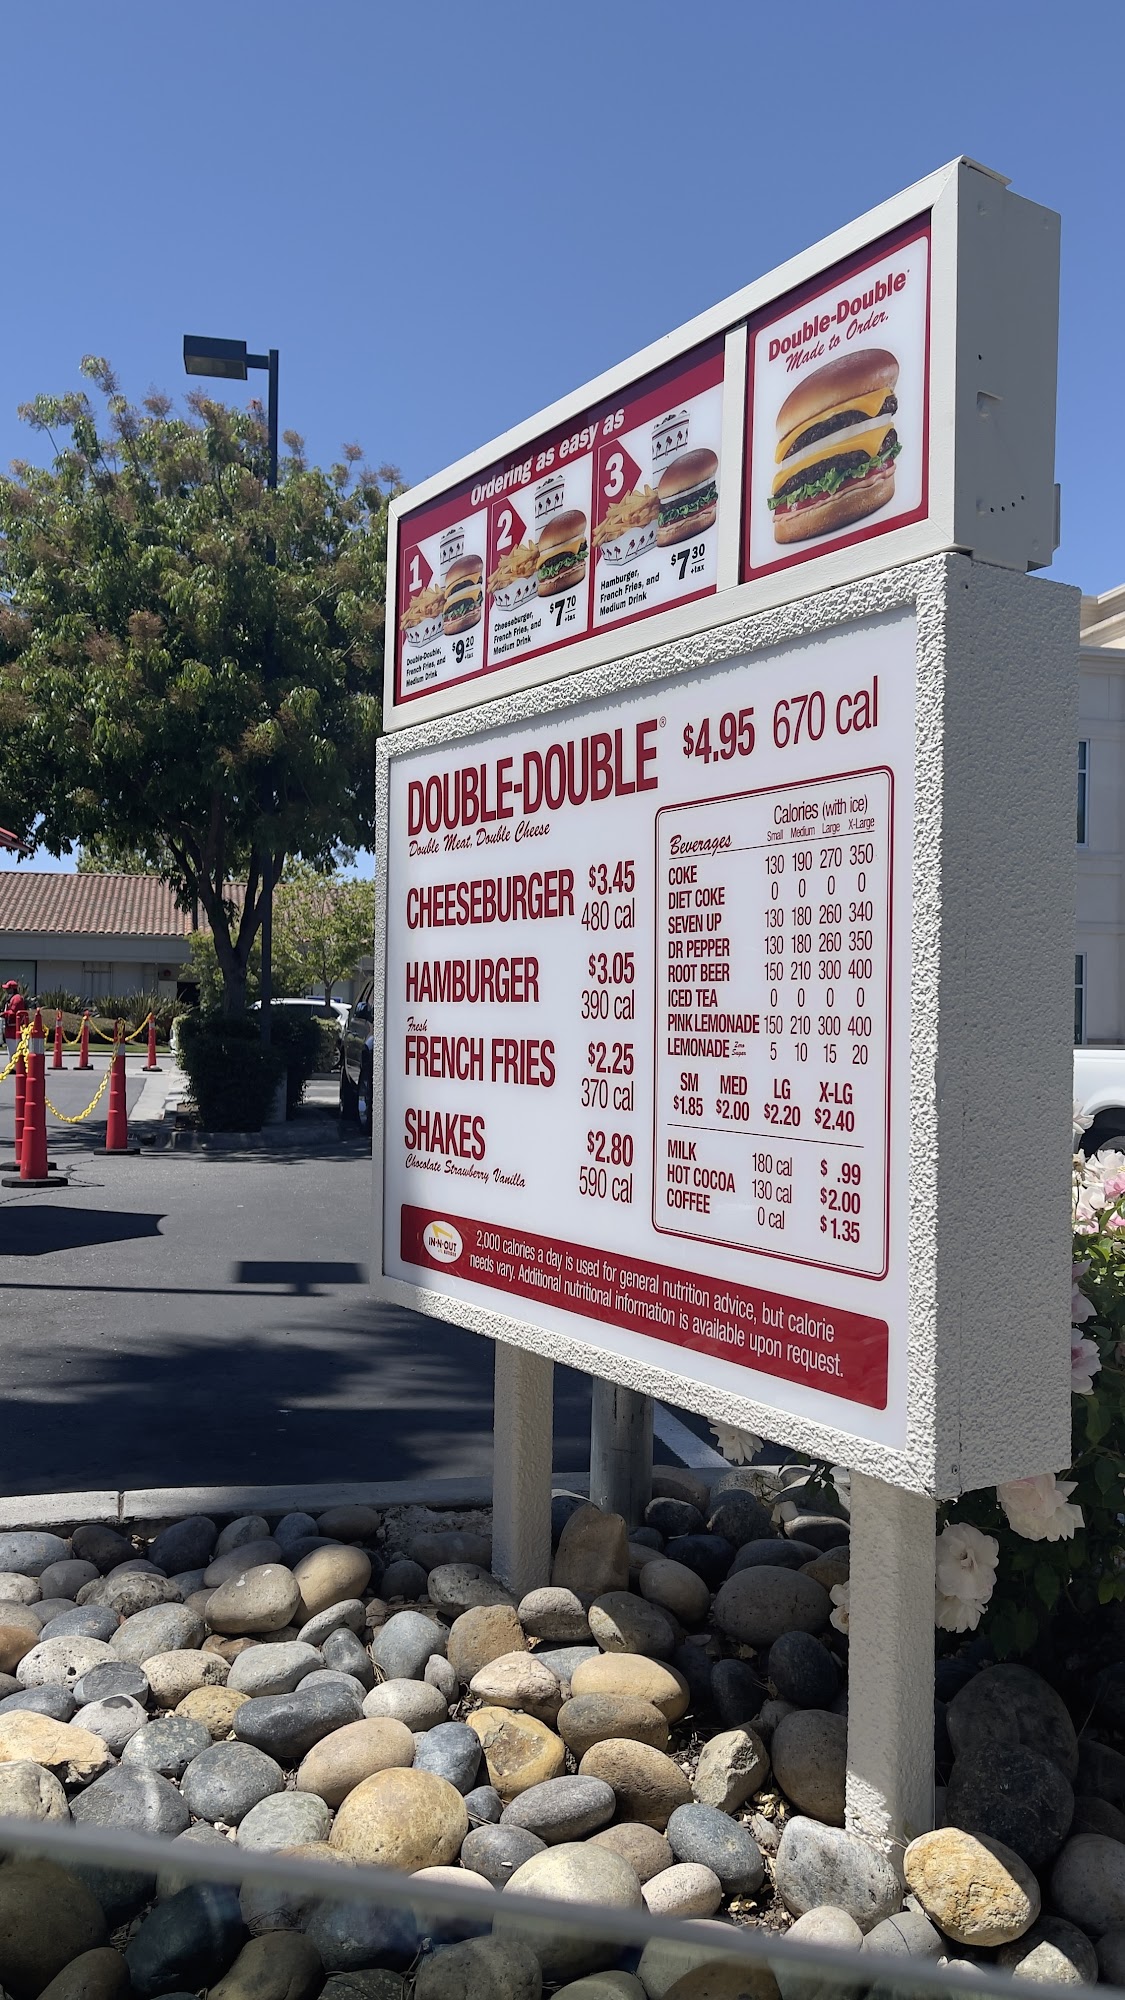 Double-Double
Made to Order.
Ordering as easy as
1
Double-Double,
French Fries, and
Medium Drink
$9.20
+tax
2
Cheeseburger,
French Fries, and
Medium Drink
$7.70
+tax
3
Hamburger,
French Fries, and
Medium Drink
$7.30
+tax
DOUBLE-DOUBLE® $4.95 670 cal
Double Meat, Double Cheese
CHEESEBURGER $3.45
480 cal
HAMBURGER $3.05
390 cal
Fresh
FRENCH FRIES $2.25
370 cal
SHAKES $2.80
Chocolate Strawberry Vanilla 590 cal
Calories (with ice)
Beverages Small Medium Large X-Large
COKE 130 190 270 350
DIET COKE 0 0 0 0
SEVEN UP 130 180 260 340
DR PEPPER 130 180 260 350
ROOT BEER 150 210 300 400
ICED TEA 0 0 0 0
PINK LEMONADE 150 210 300 400
LEMONADE Zero Sugar 5 10 15 20
SM MED LG X-LG
$1.85 $2.00 $2.20 $2.40
MILK 180 cal $ .99
HOT COCOA 130 cal $2.00
COFFEE 0 cal $1.35
IN-N-OUT
BURGER
2,000 calories a day is used for general nutrition advice, but calorie
needs vary. Additional nutritional information is available upon request.